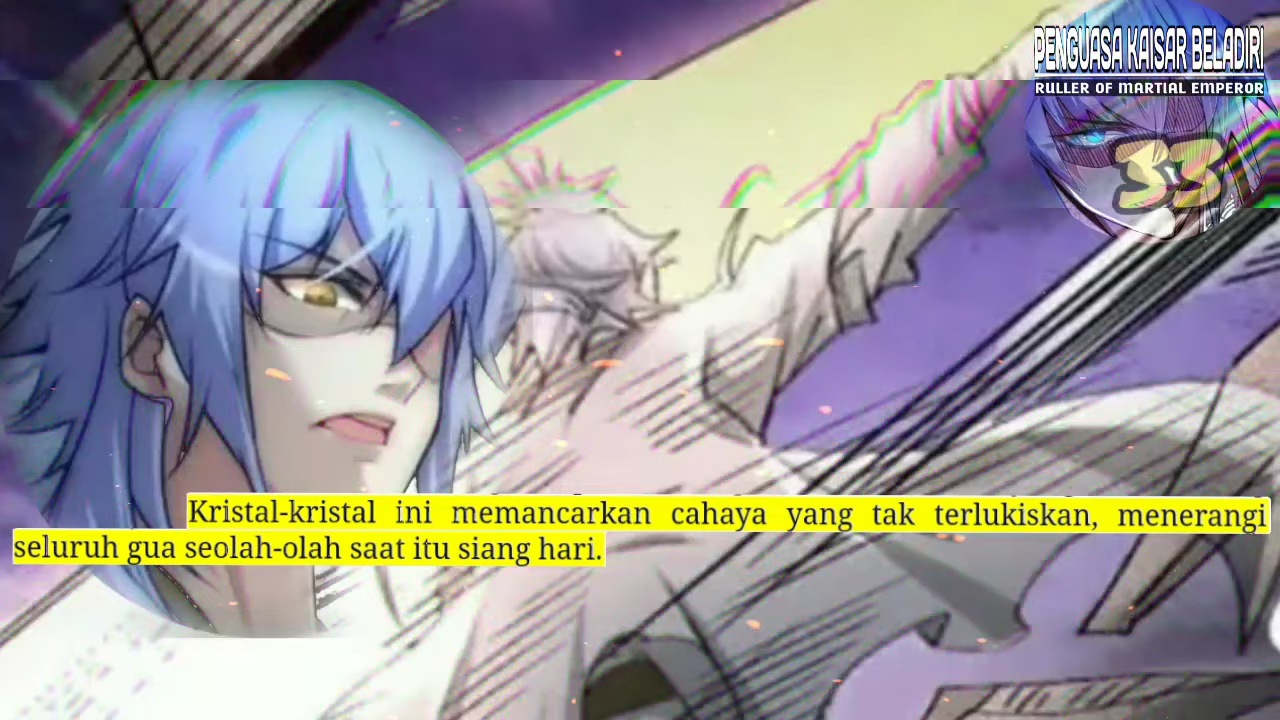 PENGUASA KAISAR BELADIRI
RULLER OF MARTIAL EMPEROR
33
Kristal-kristal ini memancarkan cahaya yang tak terlukiskan, menerangi
seluruh gua seolah-olah saat itu siang hari.